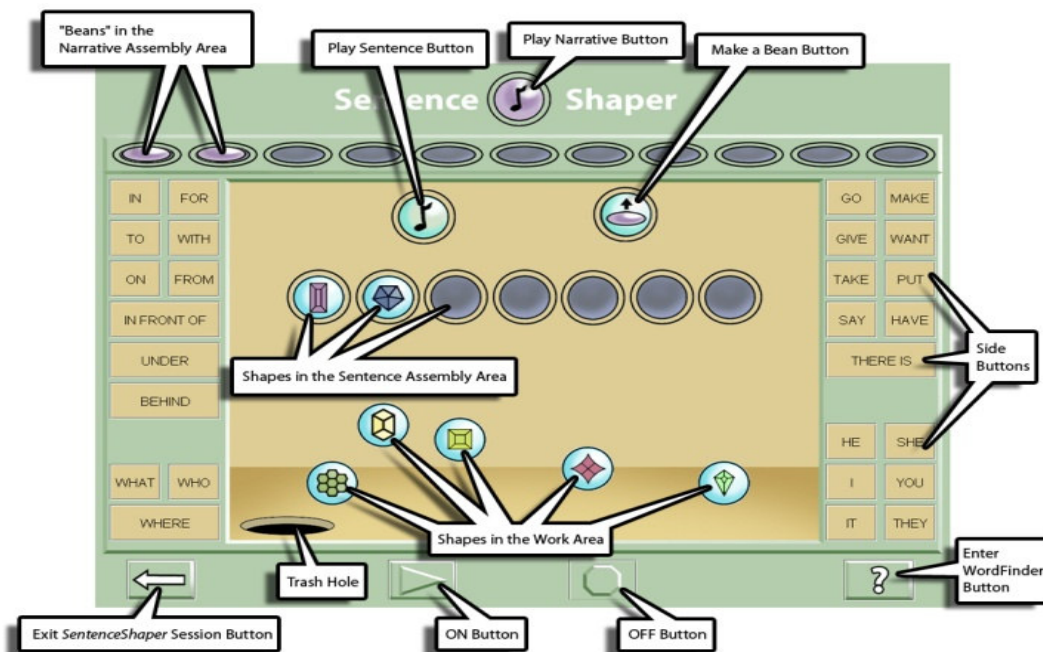 "Beans" in the
Narrative Assembly Area
Play Sentence Button
Play Narrative Button
Make a Bean Button
Sentence Shaper
IN FOR
TO WITH
ON FROM
IN FRONT OF
UNDER
BEHIND
WHAT WHO
WHERE
GO MAKE
GIVE WANT
TAKE PUT
SAY HAVE
THERE IS
HE SHE
I YOU
IT THEY
Side
Buttons
Shapes in the Sentence Assembly Area
Shapes in the Work Area
Trash Hole
Enter
WordFinder
Button
?
Exit SentenceShaper Session Button
ON Button
OFF Button